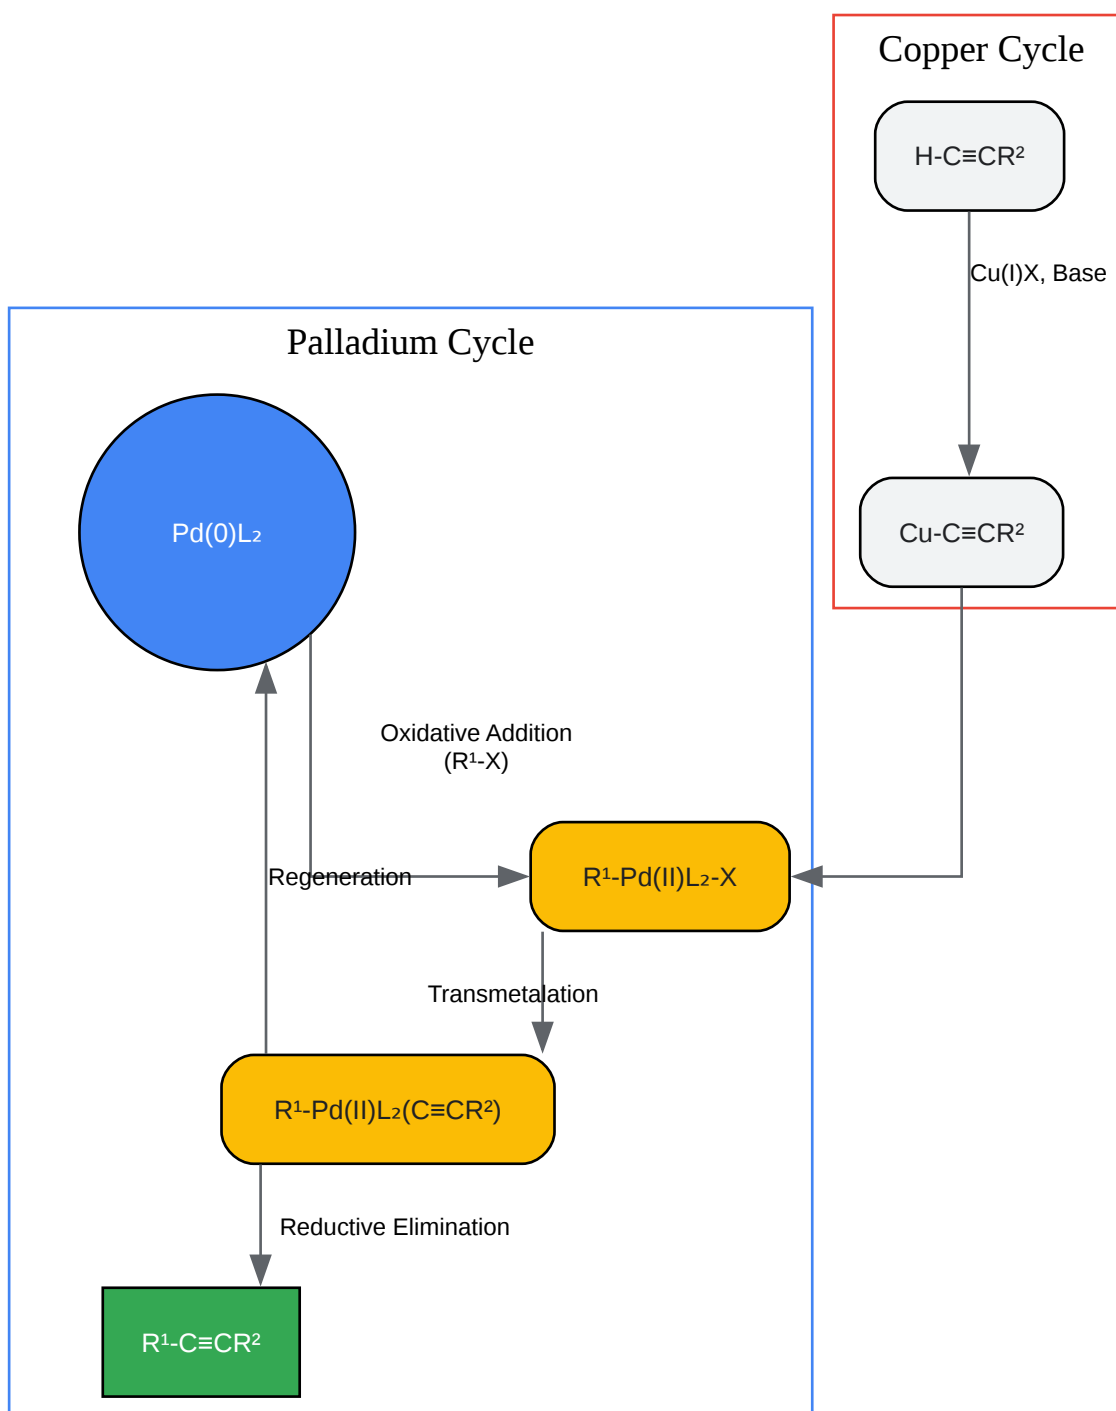 Copper Cycle
H-C≡CR²
Cu(I)X, Base
Palladium Cycle
Pd(0)L₂
Cu-C≡CR²
Oxidative Addition
(R¹-X)
Regeneration
R¹-Pd(II)L₂-X
Transmetalation
R¹-Pd(II)L₂(C≡CR²)
Reductive Elimination
R¹-C≡CR²